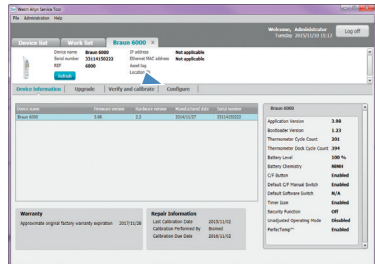 Welch Allyn Service Tool
File Administration Help
Welcome, Administrator
Tuesday 2015/11/10 11:12
Log off
Device list Work list Braun 6000 ×
Device name Braun 6000 IP address Not applicable
Serial number 33114150222 Ethernet MAC address Not applicable
REF 6000 Asset tag
Location ID
Refresh
Device information Upgrade Verify and calibrate Configure
Device name Firmware version Hardware version Manufactured date Serial number
Braun 6000 3.98 2.2 2014/11/27 33114150222
Braun 6000
Application Version 3.98
Bootloader Version 1.23
Thermometer Cycle Count 201
Thermometer Dock Cycle Count 394
Battery Level 100 %
Battery Chemistry NiMH
C/F Button Enabled
Default C/F Manual Switch Enabled
Default Software Switch N/A
Timer Icon Enabled
Security Function Off
Unadjusted Operating Mode Disabled
PerfecTemp™ Enabled
Warranty
Approximate original factory warranty expiration 2017/11/28
Repair Information
Last Calibration Date 2015/11/02
Calibration Performed By Biomed
Calibration Due Date 2016/11/02